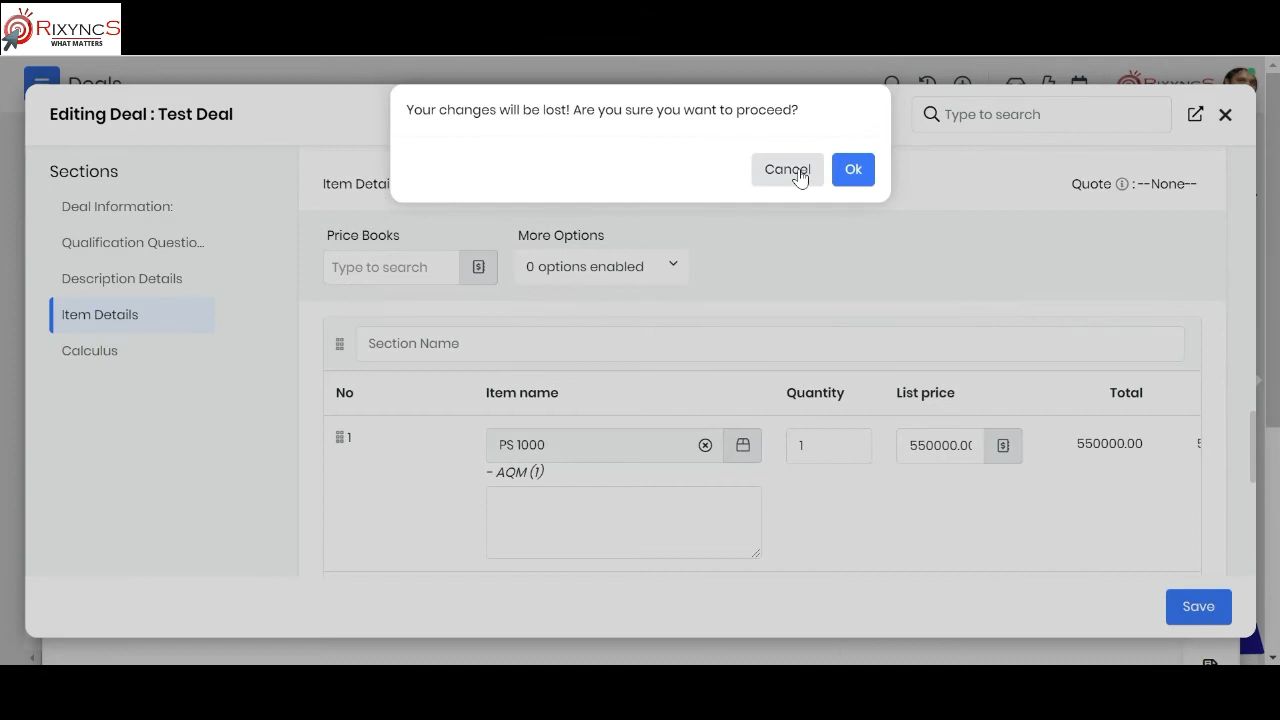 RIXYNCS
WHAT MATTERS
Deals
Your changes will be lost! Are you sure you want to proceed?
Cancel
Ok
Editing Deal : Test Deal
Type to search
Sections
Deal Information:
Qualification Questio...
Description Details
Item Details
Calculus
Item Detai
Quote : --None--
Price Books
More Options
Type to search
0 options enabled
Section Name
No
Item name
Quantity
List price
Total
1
PS 1000
1
550000.00
550000.00
- AQM (1)
Save